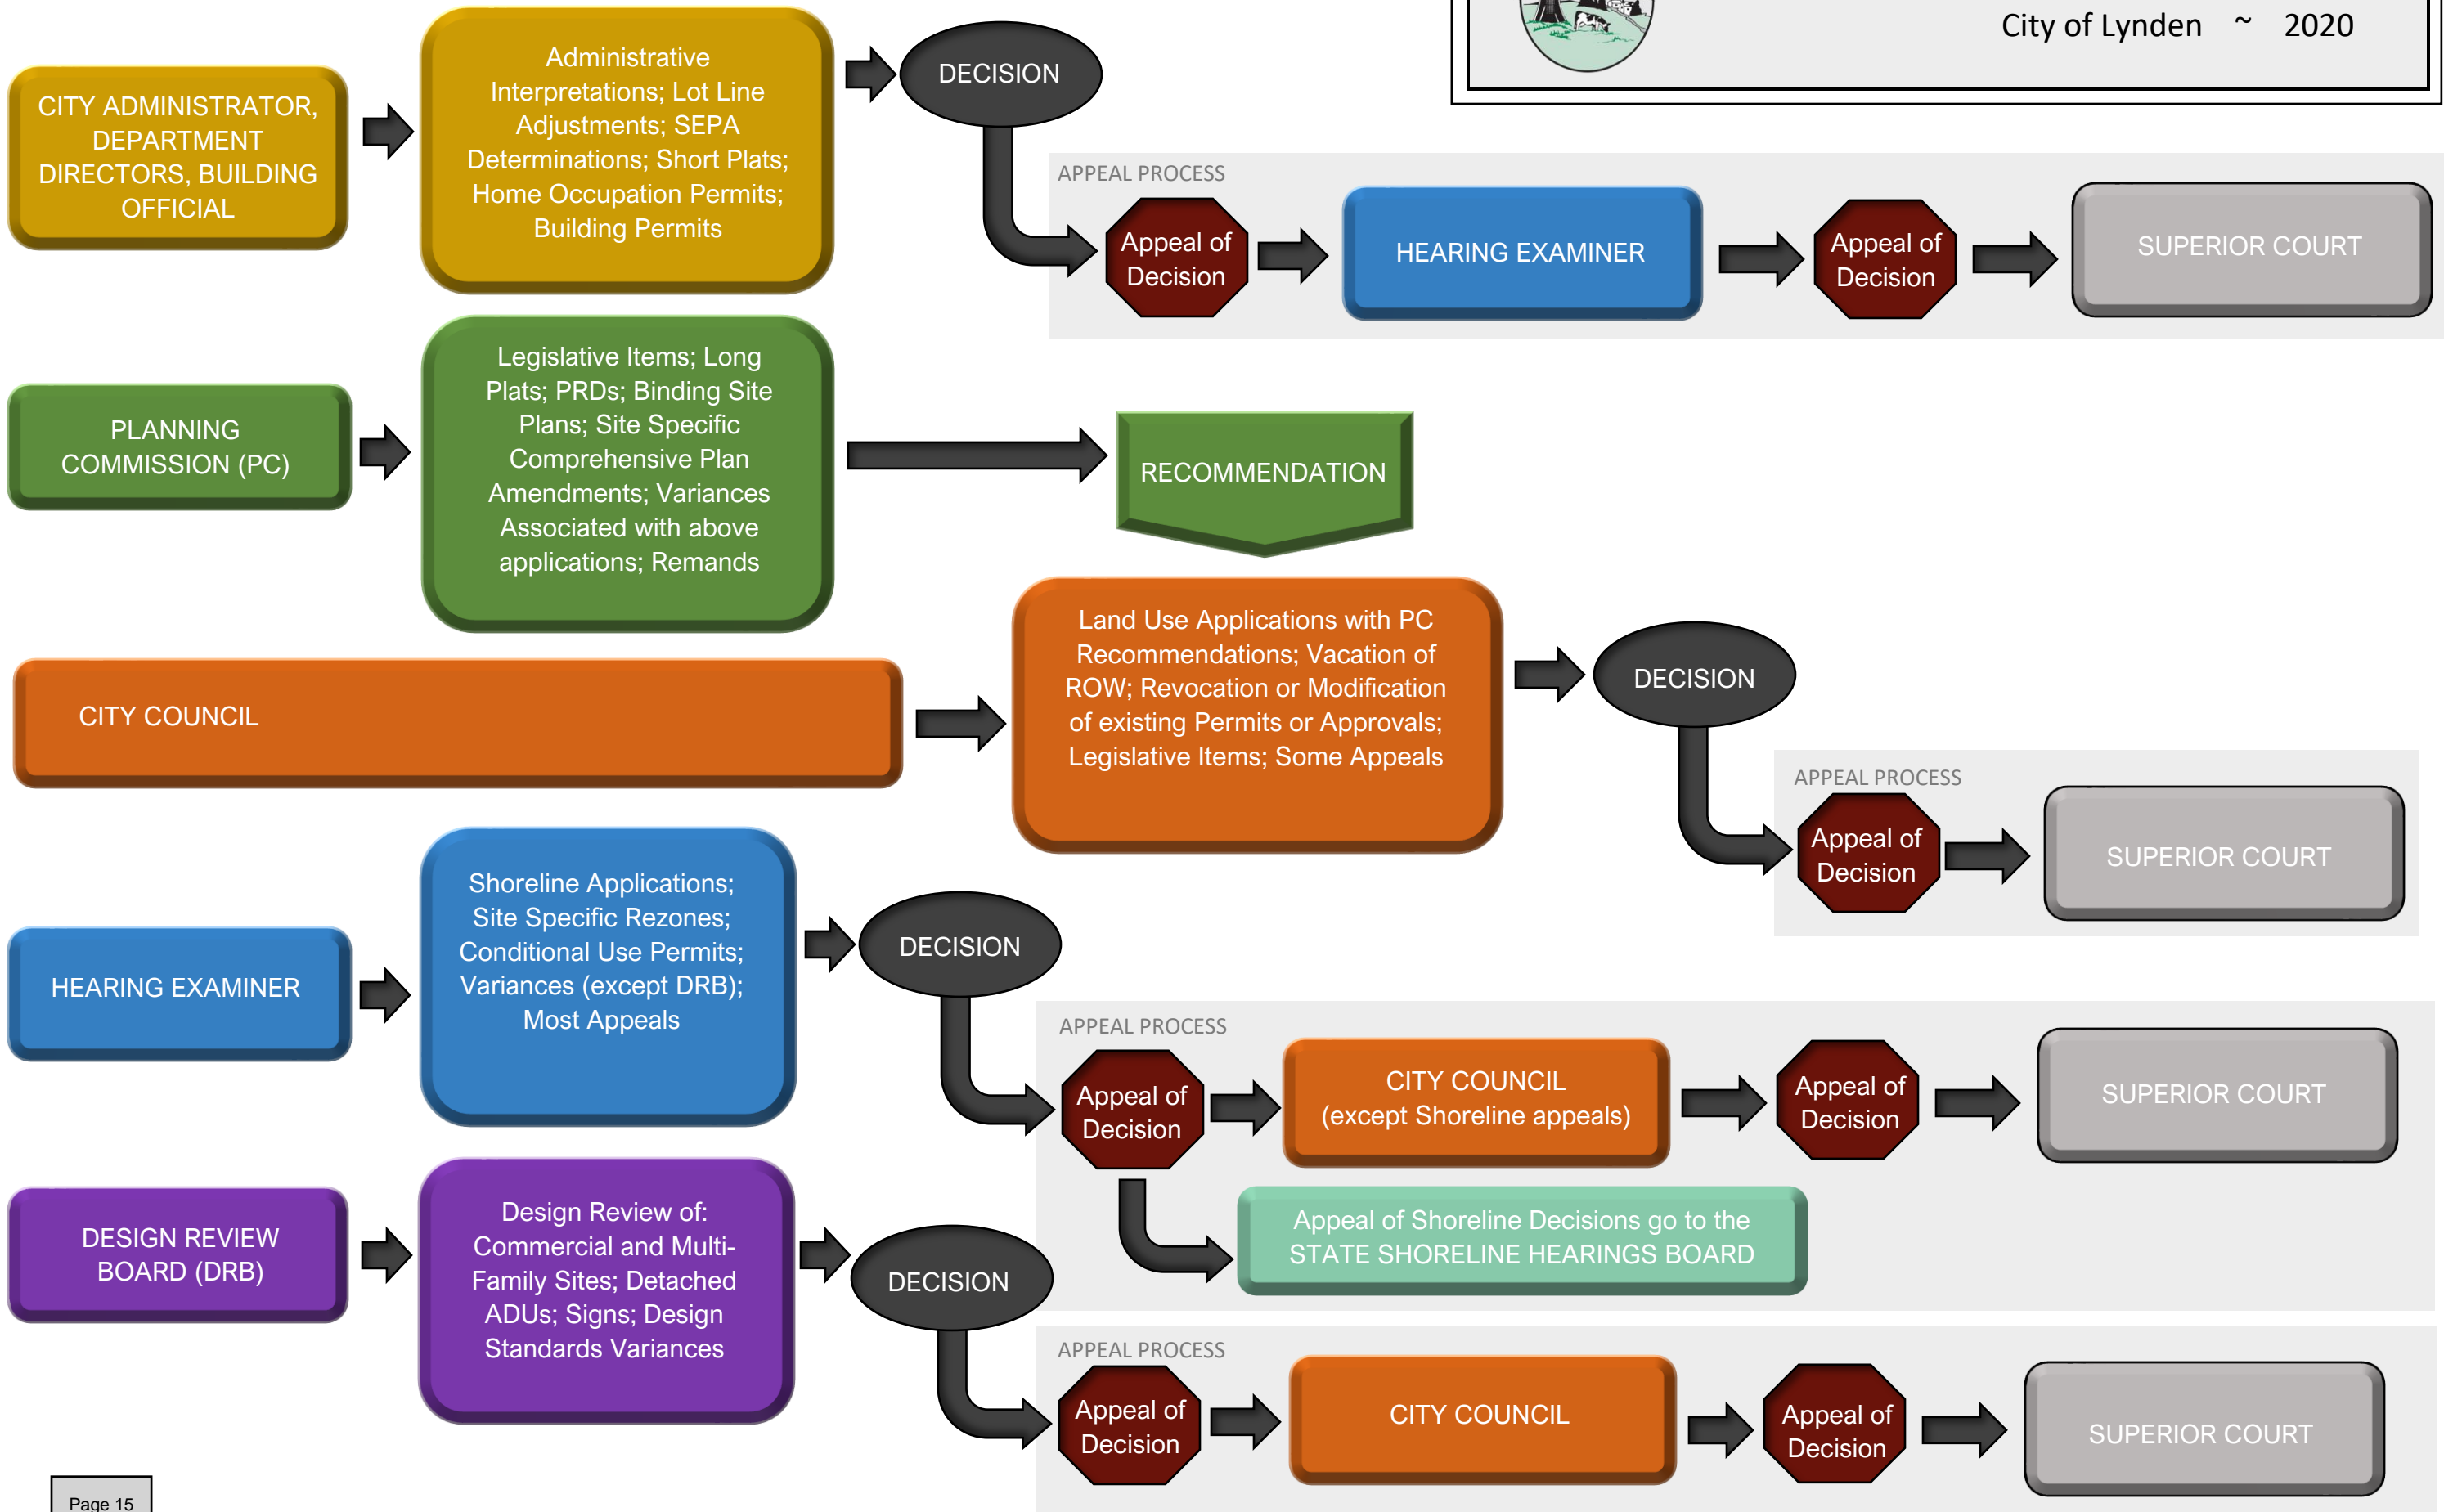 City of Lynden ~ 2020
CITY ADMINISTRATOR,
DEPARTMENT
DIRECTORS, BUILDING
OFFICIAL
Administrative
Interpretations; Lot Line
Adjustments; SEPA
Determinations; Short Plats;
Home Occupation Permits;
Building Permits
DECISION
APPEAL PROCESS
Appeal of
Decision
HEARING EXAMINER
Appeal of
Decision
SUPERIOR COURT
PLANNING
COMMISSION (PC)
Legislative Items; Long
Plats; PRDs; Binding Site
Plans; Site Specific
Comprehensive Plan
Amendments; Variances
Associated with above
applications; Remands
RECOMMENDATION
CITY COUNCIL
Land Use Applications with PC
Recommendations; Vacation of
ROW; Revocation or Modification
of existing Permits or Approvals;
Legislative Items; Some Appeals
DECISION
APPEAL PROCESS
Appeal of
Decision
SUPERIOR COURT
HEARING EXAMINER
Shoreline Applications;
Site Specific Rezones;
Conditional Use Permits;
Variances (except DRB);
Most Appeals
DECISION
APPEAL PROCESS
Appeal of
Decision
CITY COUNCIL
(except Shoreline appeals)
Appeal of
Decision
SUPERIOR COURT
Appeal of Shoreline Decisions go to the
STATE SHORELINE HEARINGS BOARD
DESIGN REVIEW
BOARD (DRB)
Design Review of:
Commercial and Multi-
Family Sites; Detached
ADUs; Signs; Design
Standards Variances
DECISION
APPEAL PROCESS
Appeal of
Decision
CITY COUNCIL
Appeal of
Decision
SUPERIOR COURT
Page 15